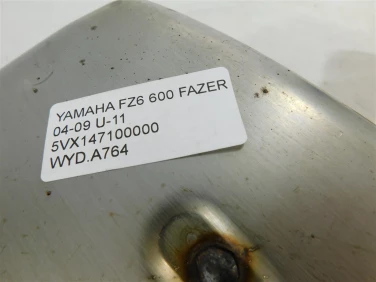 YAMAHA FZ6 600 FAZER
04-09 U-11
5VX147100000
WYD.A764